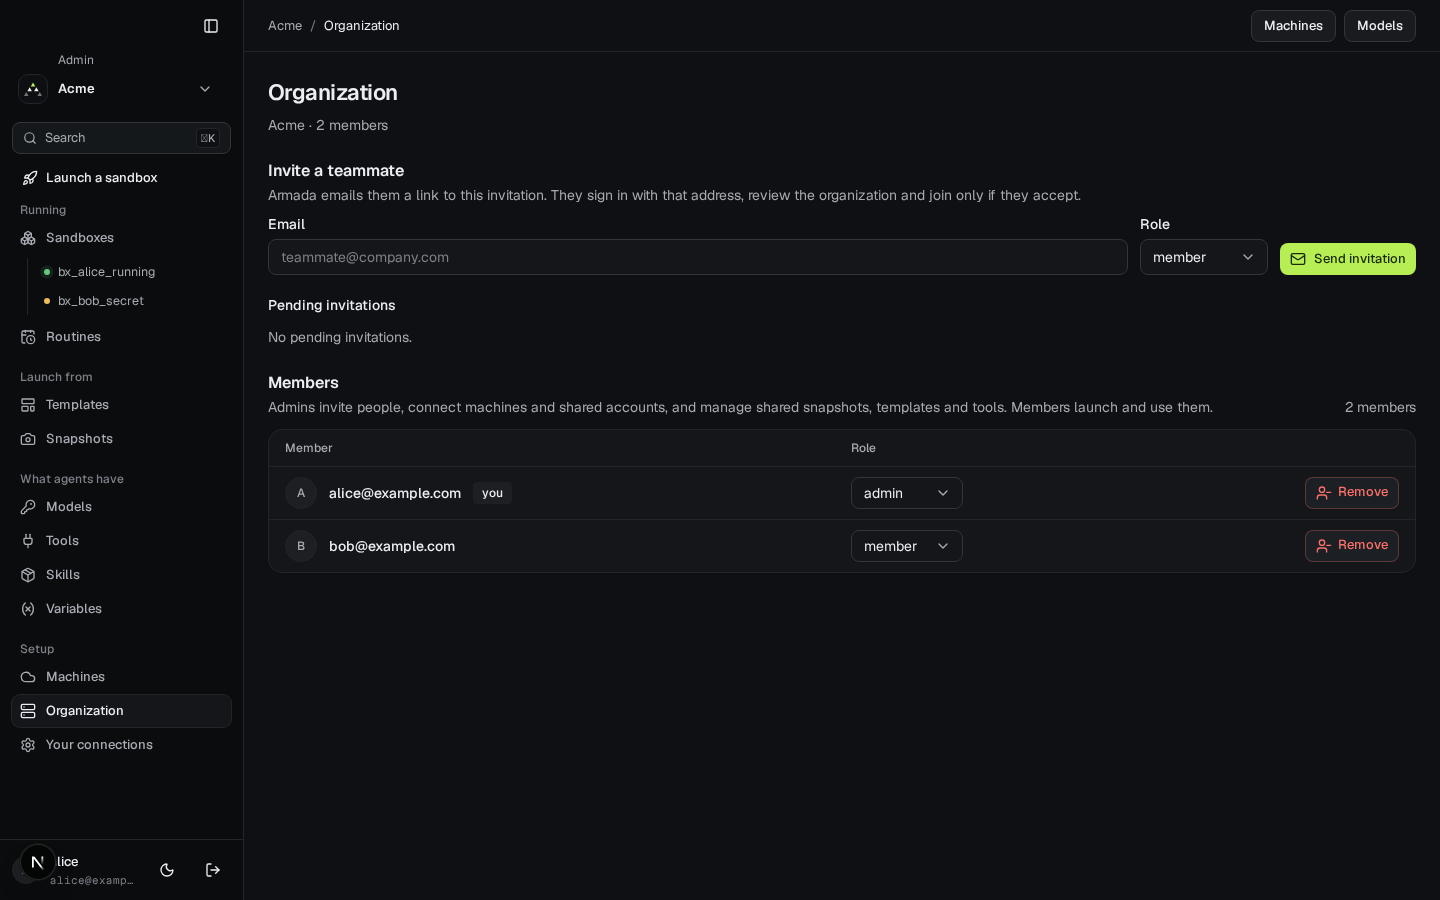 Admin
Acme
Search
K
Launch a sandbox
Running
Sandboxes
bx_alice_running
bx_bob_secret
Routines
Launch from
Templates
Snapshots
What agents have
Models
Tools
Skills
Variables
Setup
Machines
Organization
Your connections
N
lice
alice@examp…
Acme / Organization
Machines
Models
Organization
Acme · 2 members
Invite a teammate
Armada emails them a link to this invitation. They sign in with that address, review the organization and join only if they accept.
Email
Role
teammate@company.com
member
Send invitation
Pending invitations
No pending invitations.
Members
Admins invite people, connect machines and shared accounts, and manage shared snapshots, templates and tools. Members launch and use them.
2 members
Member
Role
A
alice@example.com
you
admin
Remove
B
bob@example.com
member
Remove